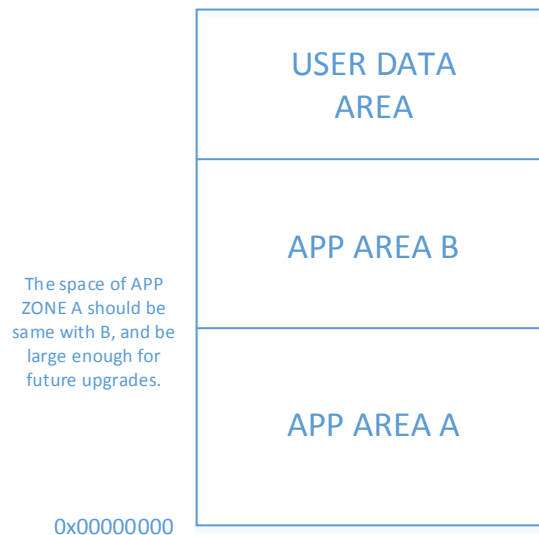 USER DATA
AREA
APP AREA B
The space of APP
ZONE A should be
same with B, and be
large enough for
future upgrades.
APP AREA A
0x00000000